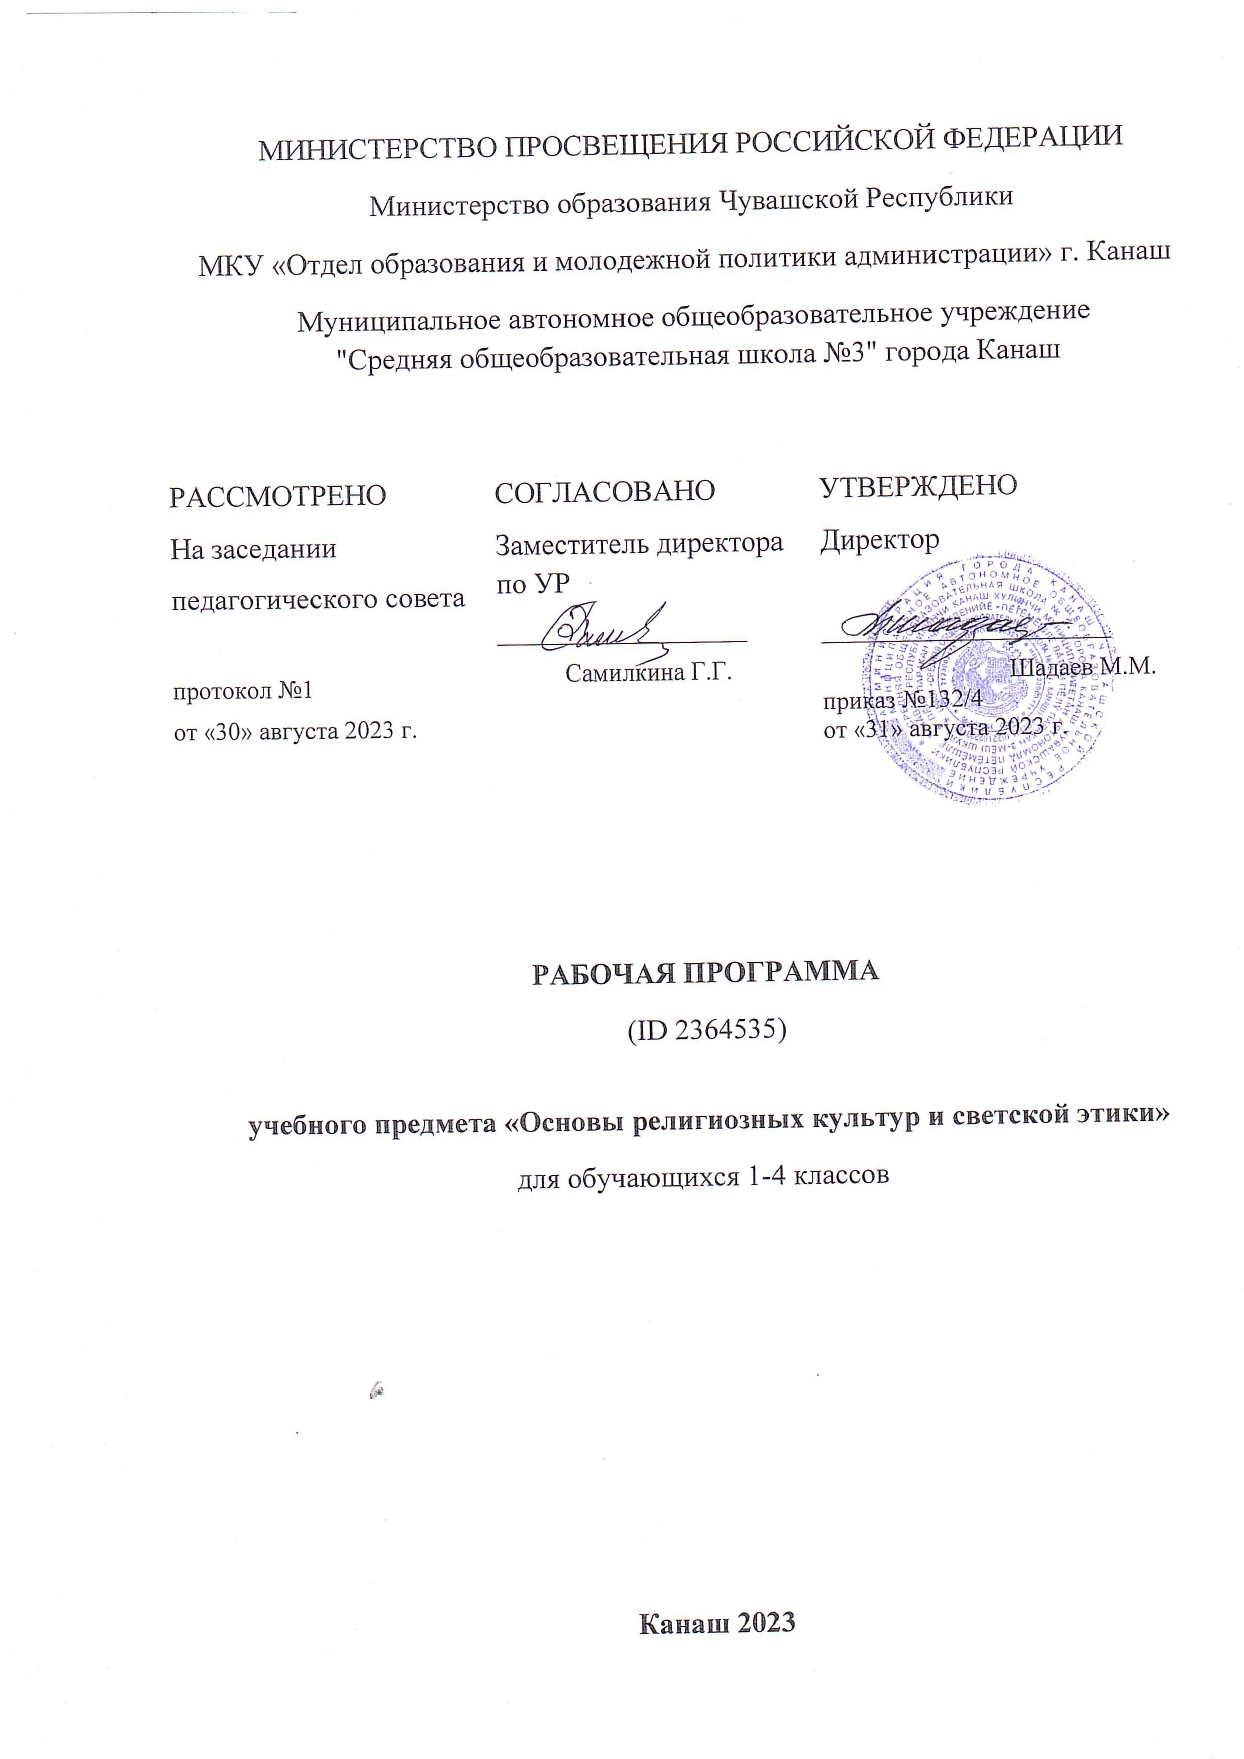 МИНИСТЕРСТВО ПРОСВЕЩЕНИЯ РОССИЙСКОЙ ФЕДЕРАЦИИ
Министерство образования Чувашской Республики
МКУ «Отдел образования и молодежной политики администрации» г. Канаш
Муниципальное автономное общеобразовательное учреждение
"Средняя общеобразовательная школа №3" города Канаш
РАССМОТРЕНО
На заседании
педагогического совета
протокол №1
от «30» августа 2023 г.
СОГЛАСОВАНО
Заместитель директора
по УР
Самилкина Г.Г.
УТВЕРЖДЕНО
Директор
Шадаев М.М.
приказ №132/4
от «31» августа 2023 г.
РАБОЧАЯ ПРОГРАММА
(ID 2364535)
учебного предмета «Основы религиозных культур и светской этики»
для обучающихся 1-4 классов
Канаш 2023